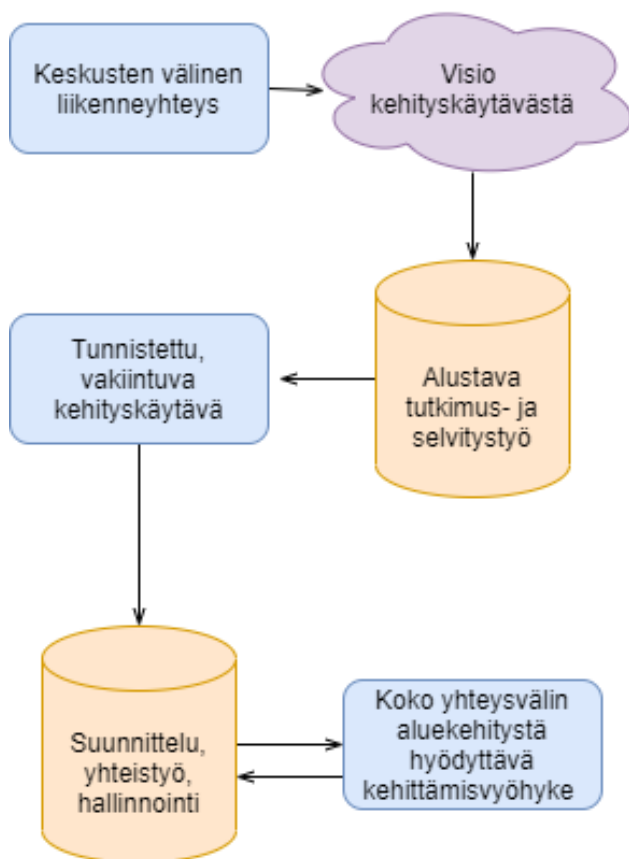 Keskusten välinen
liikenneyhteys
Visio
kehityskäytävästä
Alustava
tutkimus- ja
selvitystyö
Tunnistettu,
vakiintuva
kehityskäytävä
Suunnittelu,
yhteistyö,
hallinnointi
Koko yhteysvälin
aluekehitystä
hyödyttävä
kehittämisvyöhyke